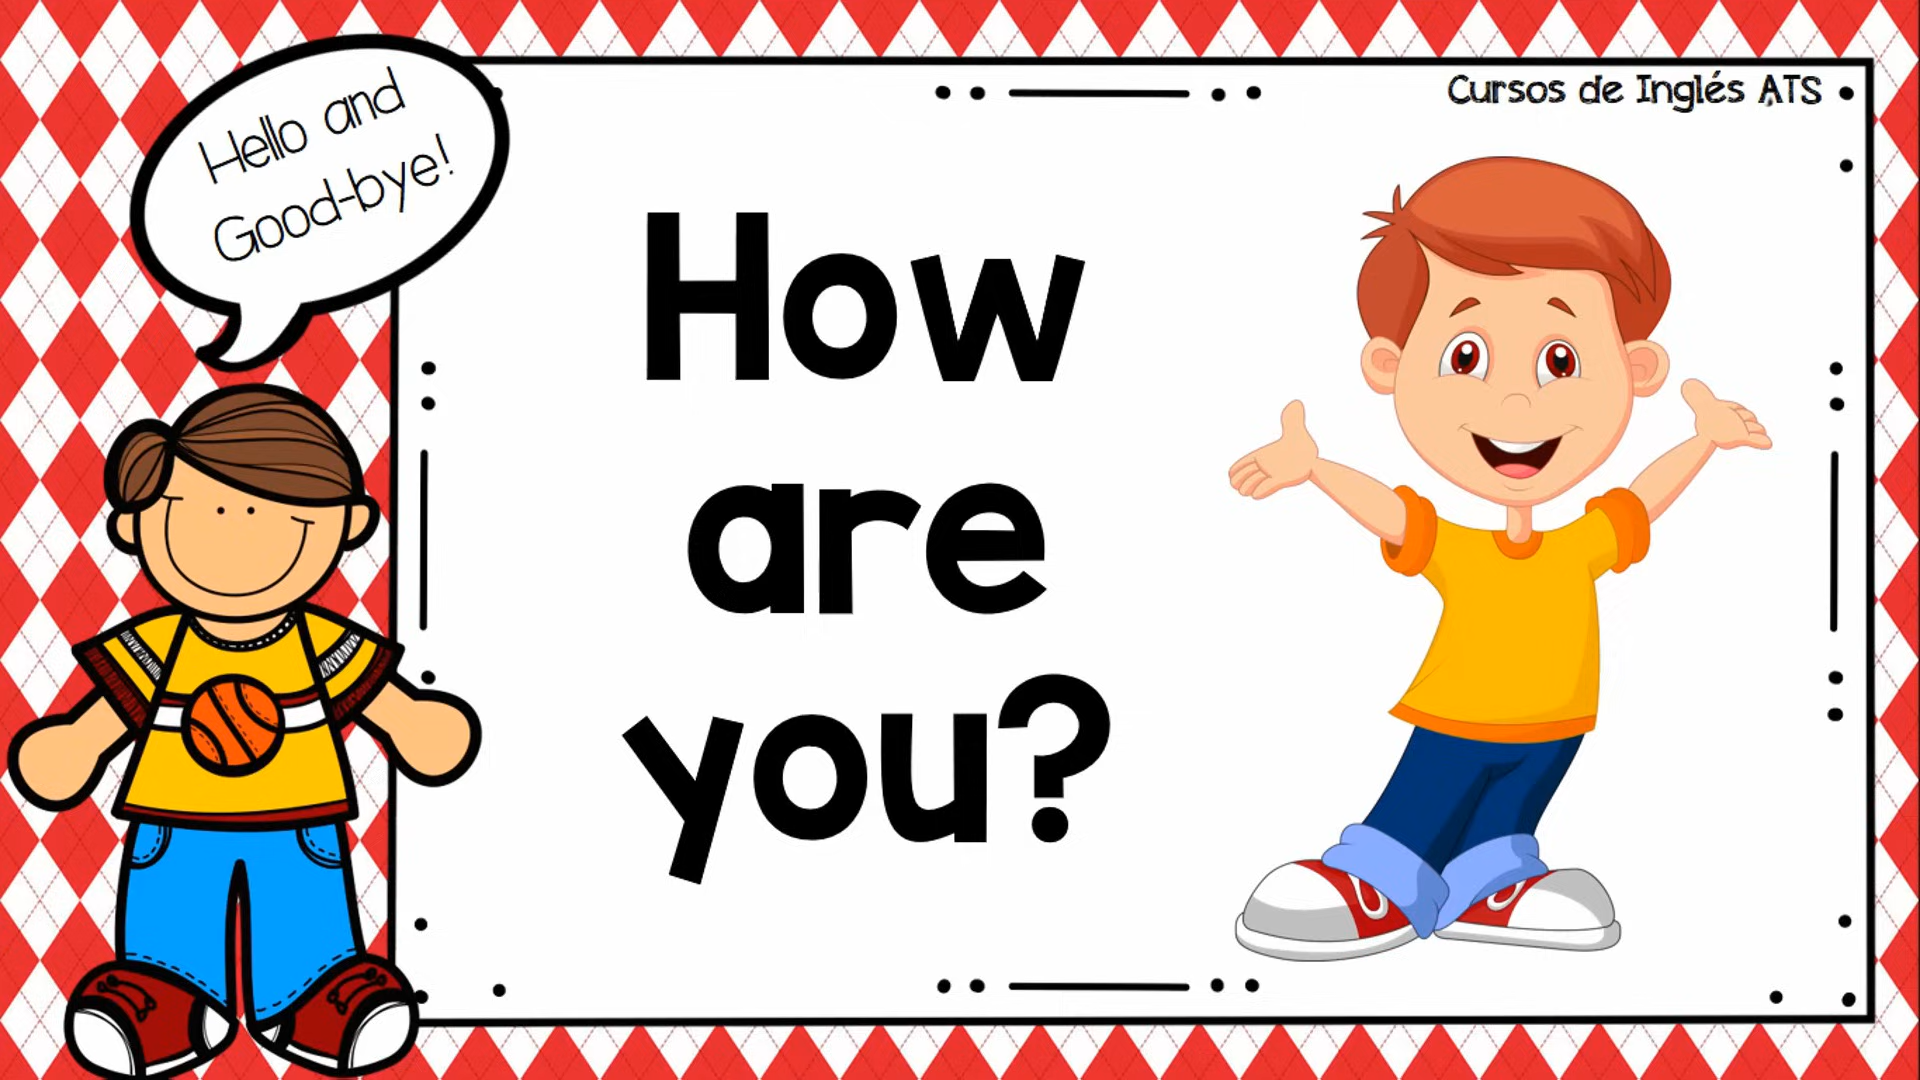 Hello and
Good-bye!
Cursos de Inglés ATS
How
are
you?